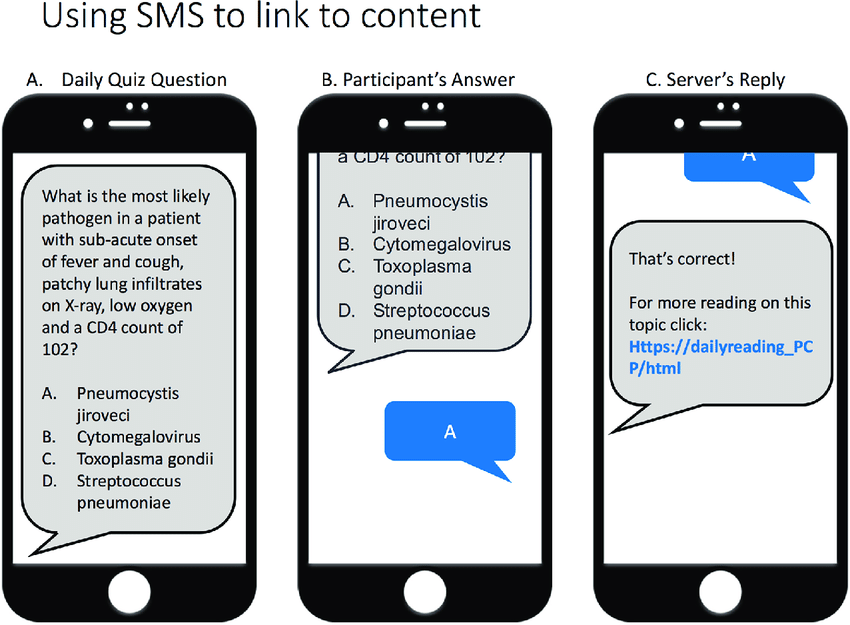 Using SMS to link to content
A. Daily Quiz Question
What is the most likely
pathogen in a patient
with sub-acute onset
of fever and cough,
patchy lung infiltrates
on X-ray, low oxygen
and a CD4 count of
102?
A. Pneumocystis
jiroveci
B. Cytomegalovirus
C. Toxoplasma gondii
D. Streptococcus
pneumoniae
B. Participant’s Answer
a CD4 count of 102?
A. Pneumocystis
jiroveci
B. Cytomegalovirus
C. Toxoplasma
gondii
D. Streptococcus
pneumoniae
A
C. Server’s Reply
A
That’s correct!
For more reading on this
topic click:
Https://dailyreading_PC
P/html